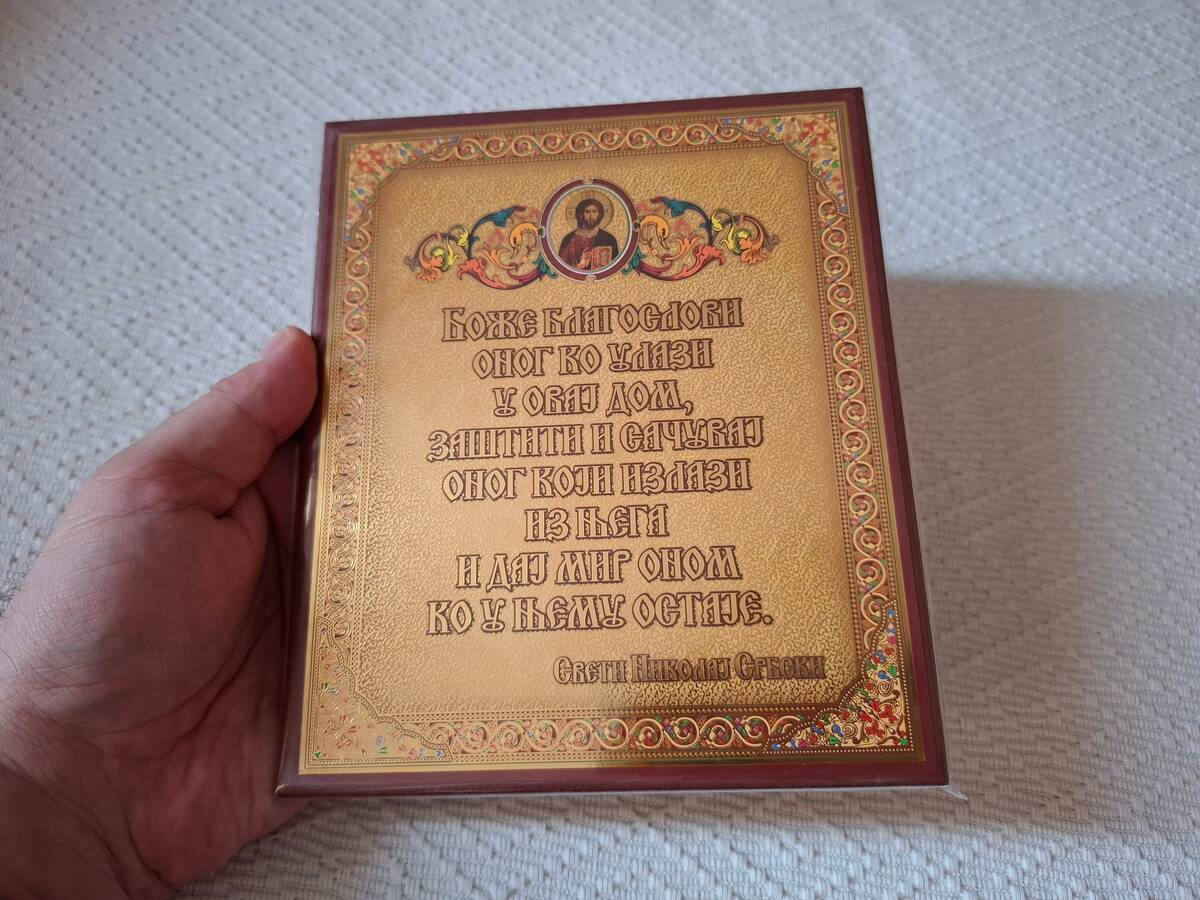 Боже благослови
оног ко улази
у овај дом,
заштити и сачувај
оног који излази
из њега
и дај мир оном
ко у њему остаје.
Свети Николај Србски